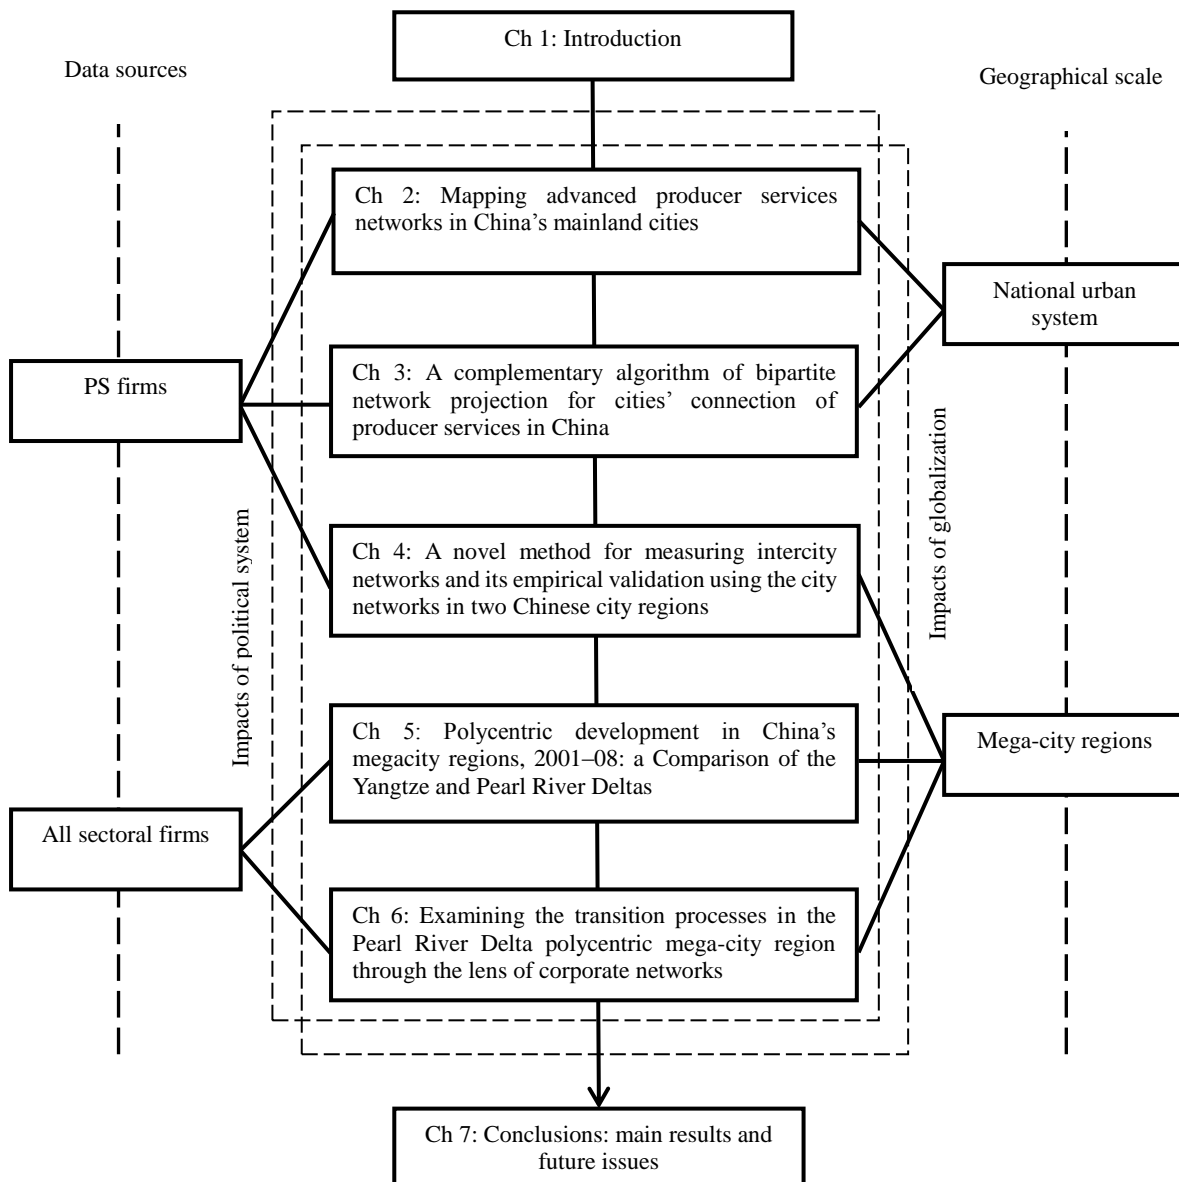 Ch 1: Introduction
Data sources
Geographical scale
Ch 2: Mapping advanced producer services
networks in China’s mainland cities
National urban
system
PS firms
Ch 3: A complementary algorithm of bipartite
network projection for cities’ connection of
producer services in China
Impacts of globalization
Ch 4: A novel method for measuring intercity
networks and its empirical validation using the city
networks in two Chinese city regions
Impacts of political system
Ch 5: Polycentric development in China’s
megacity regions, 2001–08: a Comparison of the
Yangtze and Pearl River Deltas
Mega-city regions
All sectoral firms
Ch 6: Examining the transition processes in the
Pearl River Delta polycentric mega-city region
through the lens of corporate networks
Ch 7: Conclusions: main results and
future issues